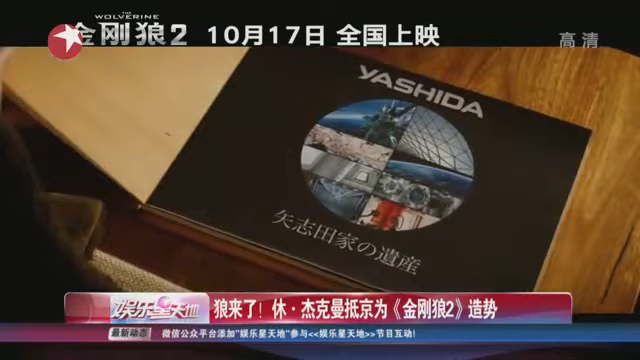 THE WOLVERINE
金刚狼2 10月17日 全国上映
高清
YASHIDA
矢志田家の遺産
娱乐星天地
狼来了!休·杰克曼抵京为《金刚狼2》造势
最新动态
微信公众平台添加"娱乐星天地"参与<<娱乐星天地>>节目互动!